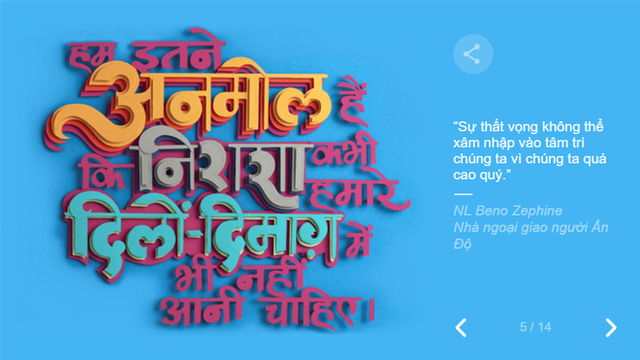 हम इतने
अनमोल हैं
कि निराशा कभी
हमारे
दिलों-दिमाग़ में
भी नहीं
आनी चाहिए।
“Sự thất vọng không thể
xâm nhập vào tâm trí
chúng ta vì chúng ta quá
cao quý.”
NL Beno Zephine
Nhà ngoại giao người Ấn
Độ
5 / 14